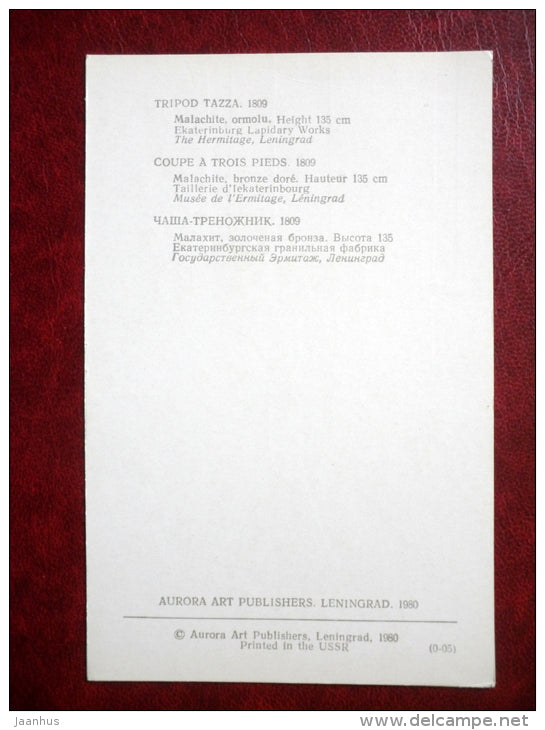 TRIPOD TAZZA. 1809
Malachite, ormolu. Height 135 cm
Ekaterinburg Lapidary Works
The Hermitage, Leningrad
COUPE À TROIS PIEDS. 1809
Malachite, bronze doré. Hauteur 135 cm
Taillerie d'Iekaterinbourg
Musée de l'Ermitage, Léningrad
ЧАША-ТРЕНОЖНИК. 1809
Малахит, золоченая бронза. Высота 135
Екатеринбургская гранильная фабрика
Государственный Эрмитаж, Ленинград
AURORA ART PUBLISHERS. LENINGRAD. 1980
© Aurora Art Publishers, Leningrad, 1980
Printed in the USSR (0-05)
jaanhus
www.delcampe.net